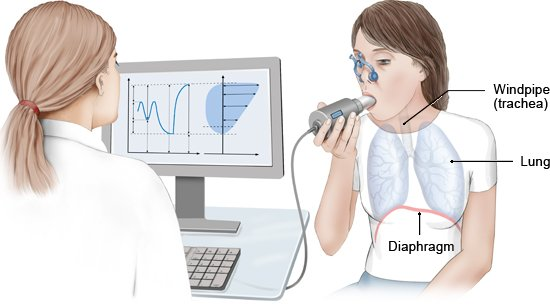 Windpipe
(trachea)
Lung
Diaphragm